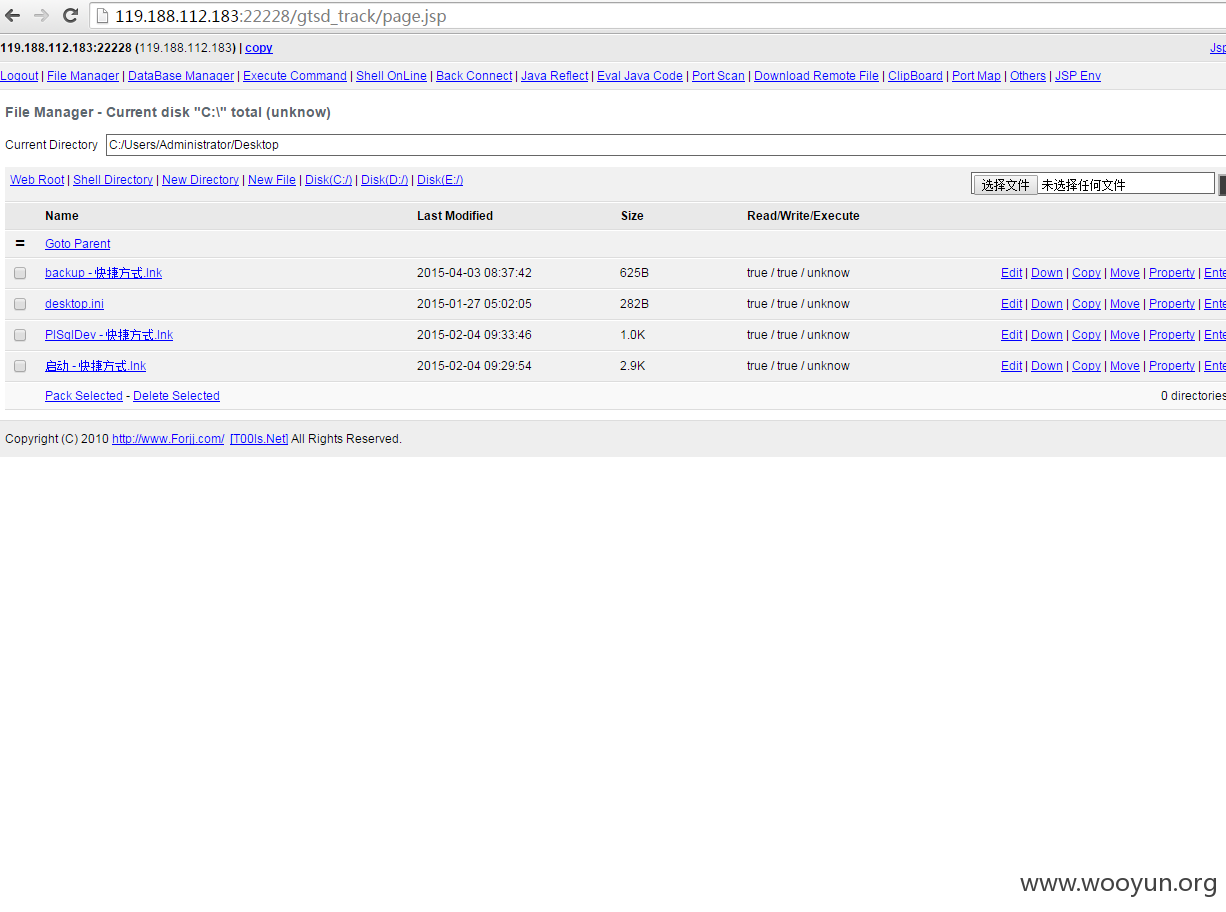 119.188.112.183:22228/gtsd_track/page.jsp
119.188.112.183:22228 (119.188.112.183) | copy
Logout | File Manager | DataBase Manager | Execute Command | Shell OnLine | Back Connect | Java Reflect | Eval Java Code | Port Scan | Download Remote File | ClipBoard | Port Map | Others | JSP Env
File Manager - Current disk "C:\" total (unknow)
Current Directory C:/Users/Administrator/Desktop
Web Root | Shell Directory | New Directory | New File | Disk(C:/) | Disk(D:/) | Disk(E:/) 选择文件 未选择任何文件
Name Last Modified Size Read/Write/Execute
= Goto Parent
backup - 快捷方式.lnk 2015-04-03 08:37:42 625B true / true / unknow Edit | Down | Copy | Move | Property |
desktop.ini 2015-01-27 05:02:05 282B true / true / unknow Edit | Down | Copy | Move | Property |
PlSqlDev - 快捷方式.lnk 2015-02-04 09:33:46 1.0K true / true / unknow Edit | Down | Copy | Move | Property |
启动 - 快捷方式.lnk 2015-02-04 09:29:54 2.9K true / true / unknow Edit | Down | Copy | Move | Property |
Pack Selected - Delete Selected 0 directories
Copyright (C) 2010 http://www.Forjj.com/ [T00ls.Net] All Rights Reserved.
www.wooyun.org